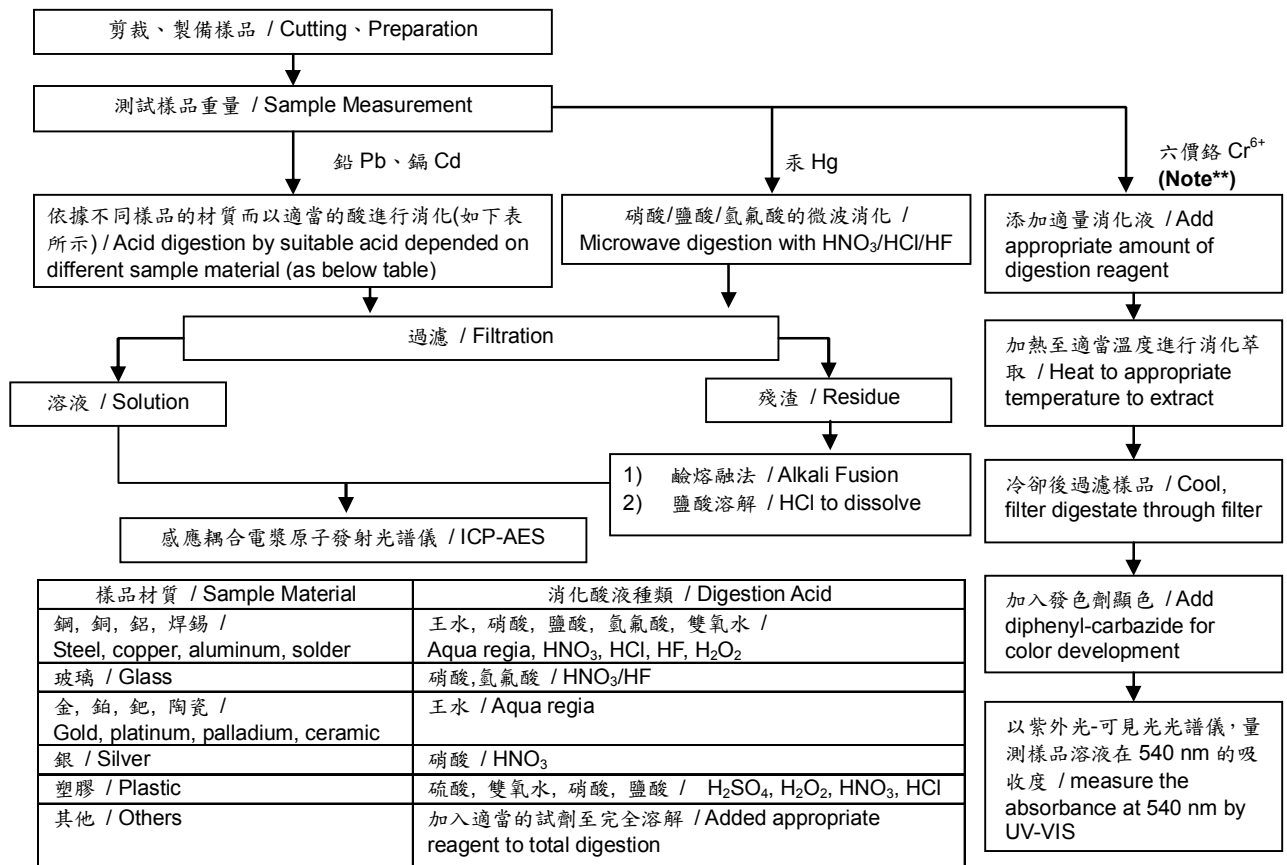 剪裁、製備樣品 / Cutting、Preparation
測試樣品重量 / Sample Measurement
鉛 Pb、鎘 Cd
汞 Hg
六價鉻 Cr⁶⁺
(Note**)
依據不同樣品的材質而以適當的酸進行消化(如下表
所示) / Acid digestion by suitable acid depended on
different sample material (as below table)
硝酸/鹽酸/氫氟酸的微波消化 /
Microwave digestion with HNO₃/HCl/HF
添加適量消化液 / Add
appropriate amount of
digestion reagent
過濾 / Filtration
加熱至適當溫度進行消化萃
取 / Heat to appropriate
temperature to extract
溶液 / Solution
殘渣 / Residue
1) 鹼熔融法 / Alkali Fusion
2) 鹽酸溶解 / HCl to dissolve
冷卻後過濾樣品 / Cool,
filter digestate through filter
感應耦合電漿原子發射光譜儀 / ICP-AES
加入發色劑顯色 / Add
diphenyl-carbazide for
color development
以紫外光-可見光光譜儀，量
測樣品溶液在 540 nm 的吸
收度 / measure the
absorbance at 540 nm by
UV-VIS
樣品材質 / Sample Material
消化酸液種類 / Digestion Acid
鋼, 銅, 鋁, 焊錫 /
Steel, copper, aluminum, solder
王水, 硝酸, 鹽酸, 氫氟酸, 雙氧水 /
Aqua regia, HNO₃, HCl, HF, H₂O₂
玻璃 / Glass
硝酸,氫氟酸 / HNO₃/HF
金, 鉑, 鈀, 陶瓷 /
Gold, platinum, palladium, ceramic
王水 / Aqua regia
銀 / Silver
硝酸 / HNO₃
塑膠 / Plastic
硫酸, 雙氧水, 硝酸, 鹽酸 / H₂SO₄, H₂O₂, HNO₃, HCl
其他 / Others
加入適當的試劑至完全溶解 / Added appropriate
reagent to total digestion